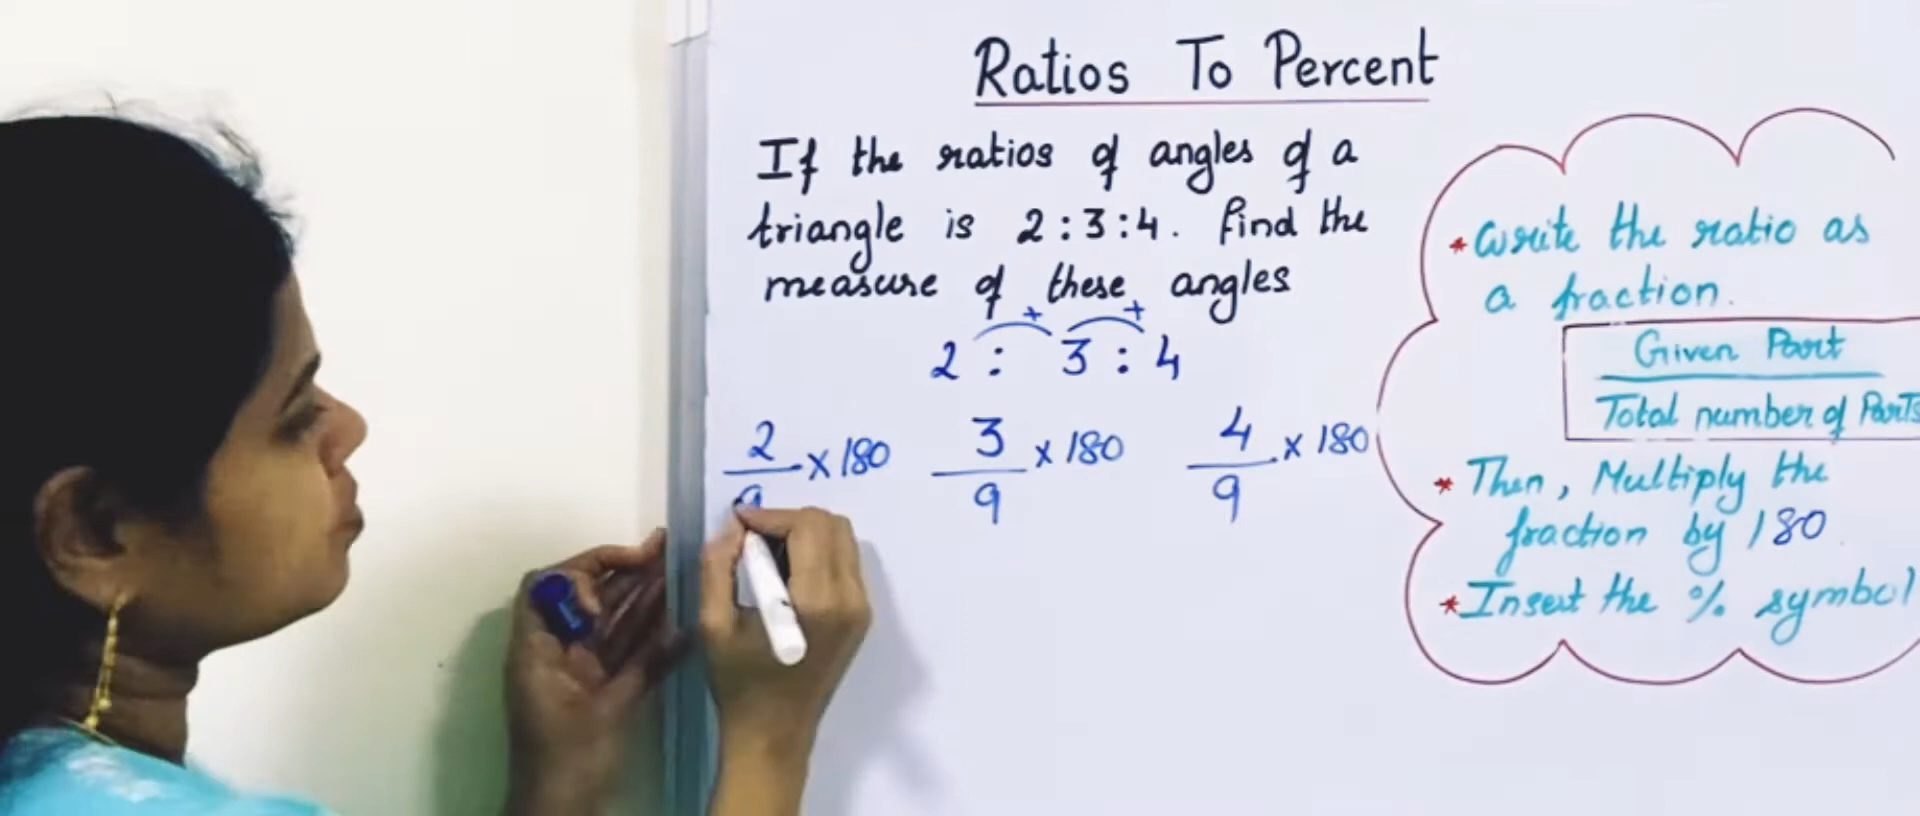 Ratios To Percent
If the ratios of angles of a
triangle is 2 : 3 : 4. find the
measure of these angles
+ +
2 : 3 : 4
2/9 × 180 3/9 × 180 4/9 × 180
* Write the ratio as
a fraction.
Given Part
Total number of Parts
* Then, Multiply the
fraction by 180.
* Insert the % symbol